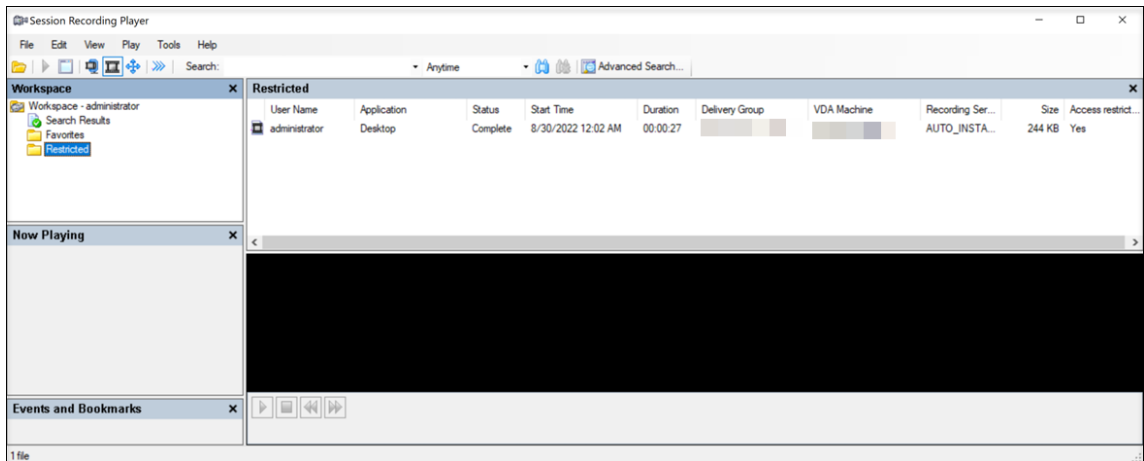 Session Recording Player
File Edit View Play Tools Help
Search: Anytime Advanced Search...
Workspace
Workspace - administrator
Search Results
Favorites
Restricted
Restricted
User Name Application Status Start Time Duration Delivery Group VDA Machine Recording Ser... Size Access restrict...
administrator Desktop Complete 8/30/2022 12:02 AM 00:00:27 AUTO_INSTA... 244 KB Yes
Now Playing
Events and Bookmarks
1 file